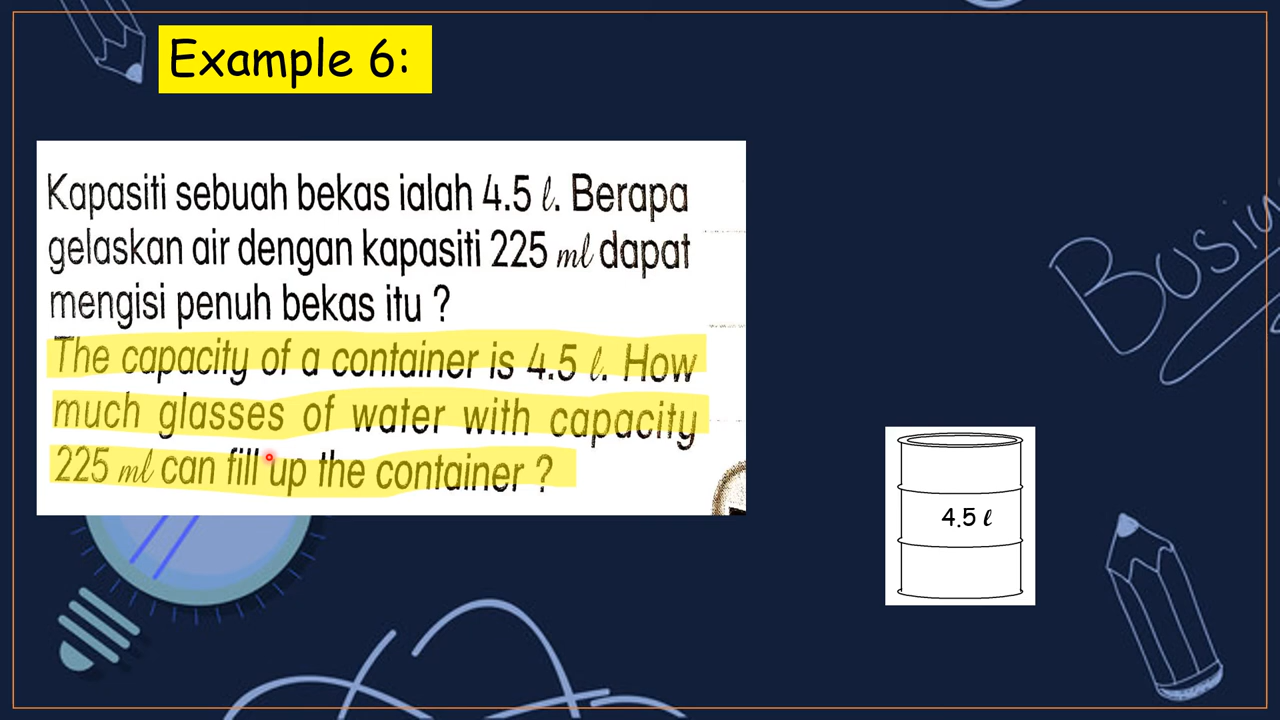 Example 6:
Kapasiti sebuah bekas ialah 4.5 ℓ. Berapa
gelaskan air dengan kapasiti 225 ml dapat
mengisi penuh bekas itu ?
The capacity of a container is 4.5 ℓ. How
much glasses of water with capacity
225 ml can fill up the container ?
4.5 ℓ